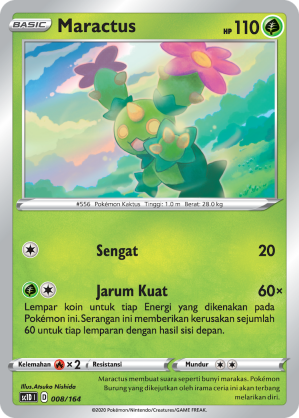 BASIC Maractus HP 110
#556 Pokémon Kaktus Tinggi: 1.0 m Berat: 28.0 kg
Sengat 20
Jarum Kuat 60×
Lempar koin untuk tiap Energi yang dikenakan pada
Pokémon ini. Serangan ini memberikan kerusakan sejumlah
60 untuk tiap lemparan dengan hasil sisi depan.
Kelemahan × 2 Resistansi Mundur
Illus. Atsuko Nishida
sc1D I D 008/164
Maractus membuat suara seperti bunyi marakas. Pokémon
Burung yang dikejutkan oleh irama ceria ini akan terbang
melarikan diri.
©2020 Pokémon/Nintendo/Creatures/GAME FREAK.